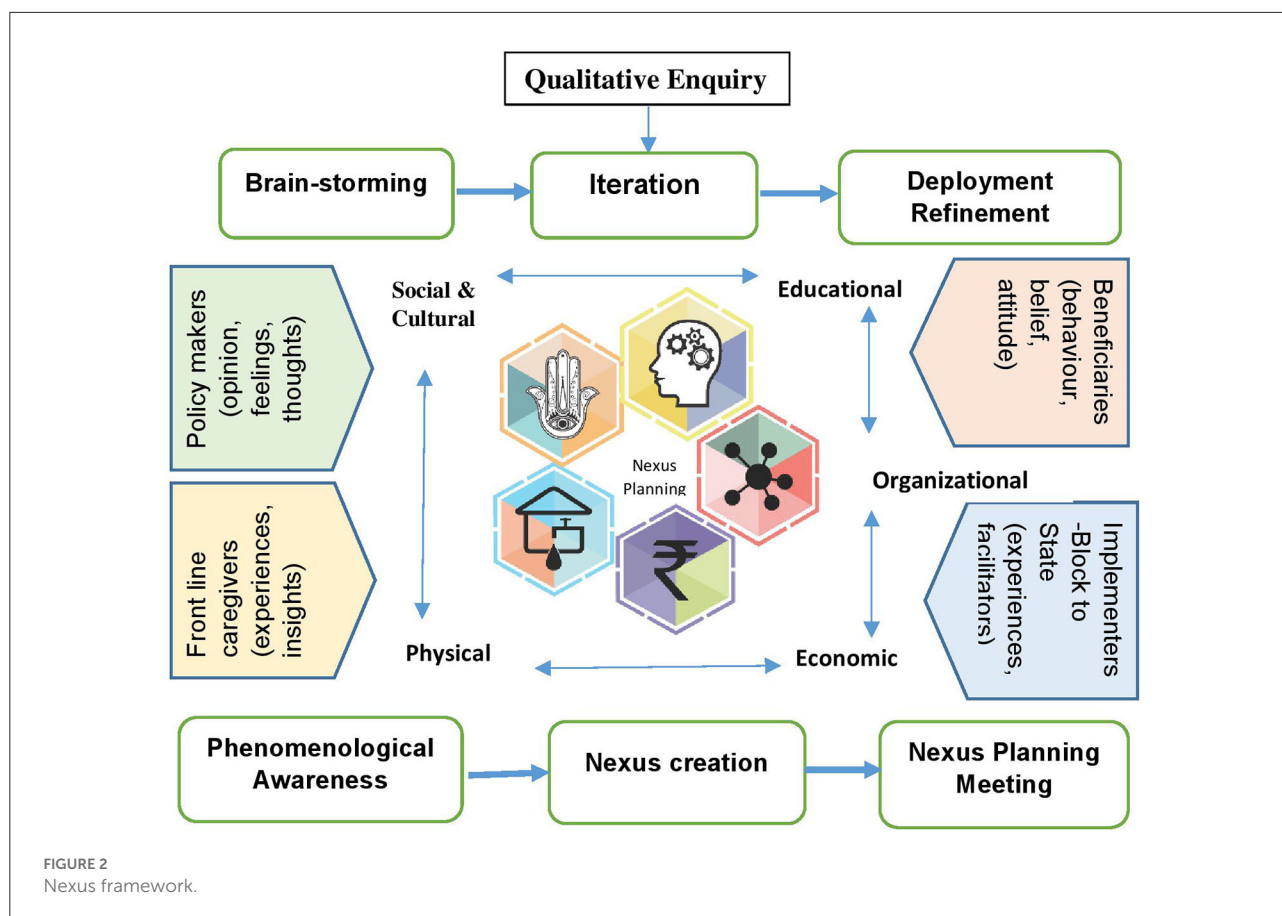 Qualitative Enquiry
Brain-storming
Iteration
Deployment
Refinement
Policy makers
(opinion,
feelings,
thoughts)
Social &
Cultural
Educational
Beneficiaries
(behaviour,
belief,
attitude)
Nexus
Planning
Organizational
Front line
caregivers
(experiences,
insights)
Implementers
-Block to
State
(experiences,
facilitators)
Physical
Economic
₹
Phenomenological
Awareness
Nexus creation
Nexus Planning
Meeting
FIGURE 2
Nexus framework.